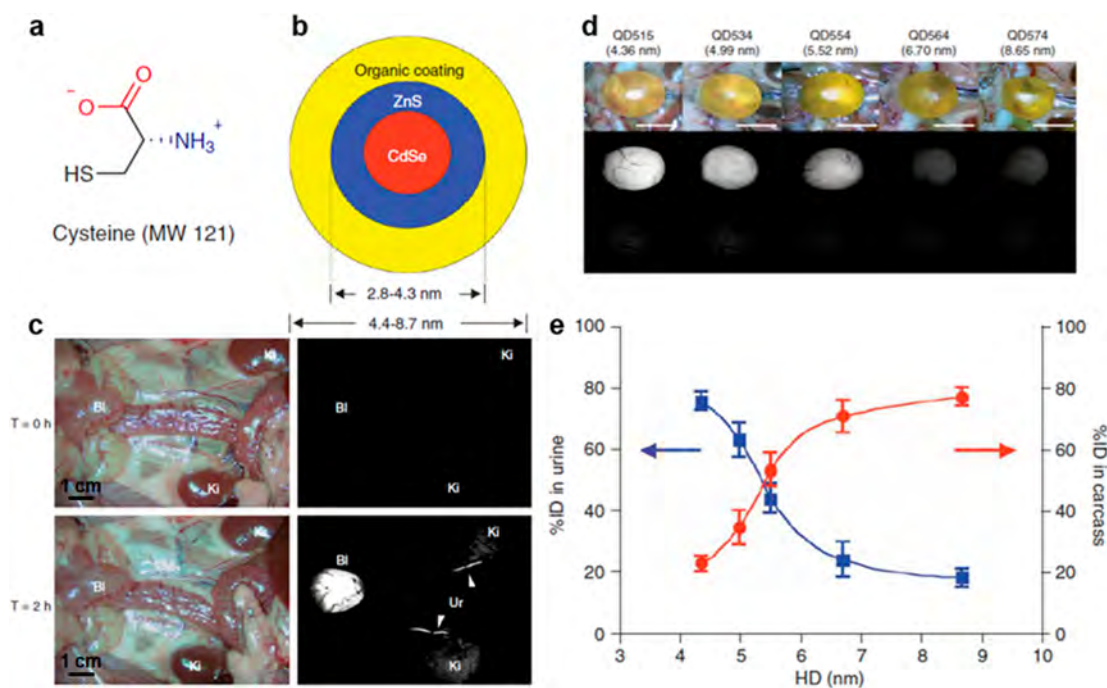 a
O
⁻O
NH₃⁺
HS
Cysteine (MW 121)
b
Organic coating
ZnS
CdSe
2.8-4.3 nm
4.4-8.7 nm
c
T = 0 h
Bl
Ki
Ki
1 cm
Ki
Bl
Ki
T = 2 h
Bl
Ki
1 cm
Ki
Bl
Ki
Ur
Ki
d
QD515 QD534 QD554 QD564 QD574
(4.36 nm) (4.99 nm) (5.52 nm) (6.70 nm) (8.65 nm)
e
%ID in urine
100
80
60
40
20
0
%ID in carcass
100
80
60
40
20
0
3 4 5 6 7 8 9 10
HD (nm)